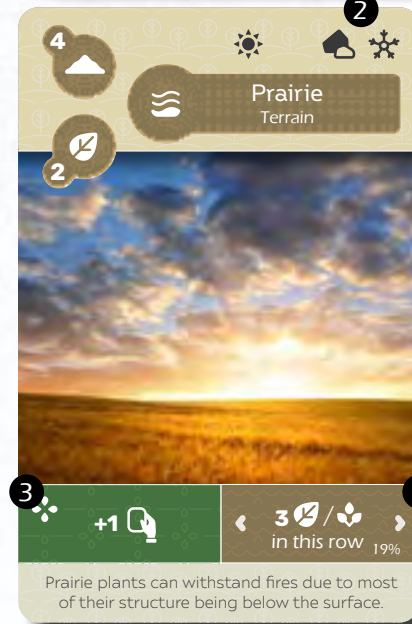 2
4
Prairie
Terrain
2
3
+1
3 /
in this row 19%
Prairie plants can withstand fires due to most
of their structure being below the surface.